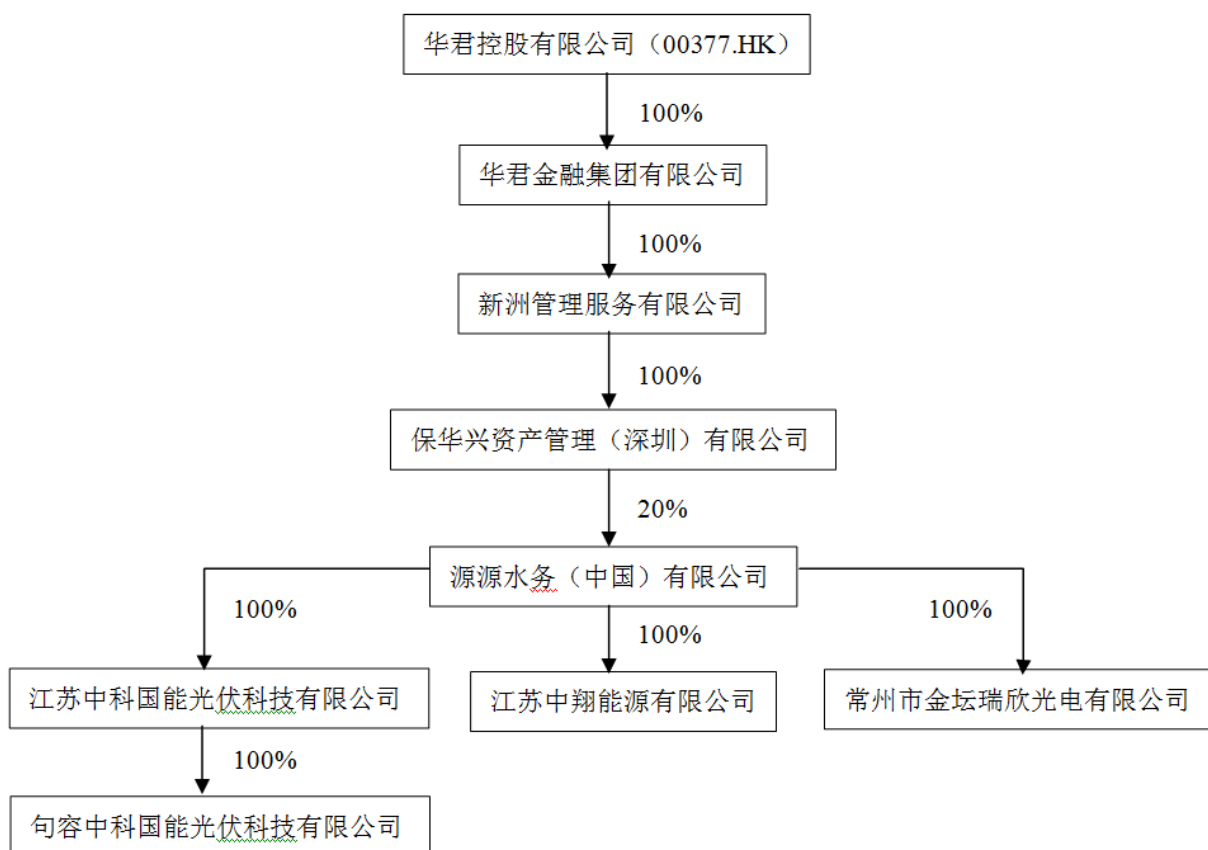 华君控股有限公司（00377.HK）
100%
华君金融集团有限公司
100%
新洲管理服务有限公司
100%
保华兴资产管理（深圳）有限公司
20%
源源水务（中国）有限公司
100%
100%
100%
江苏中科国能光伏科技有限公司
江苏中翔能源有限公司
常州市金坛瑞欣光电有限公司
100%
句容中科国能光伏科技有限公司